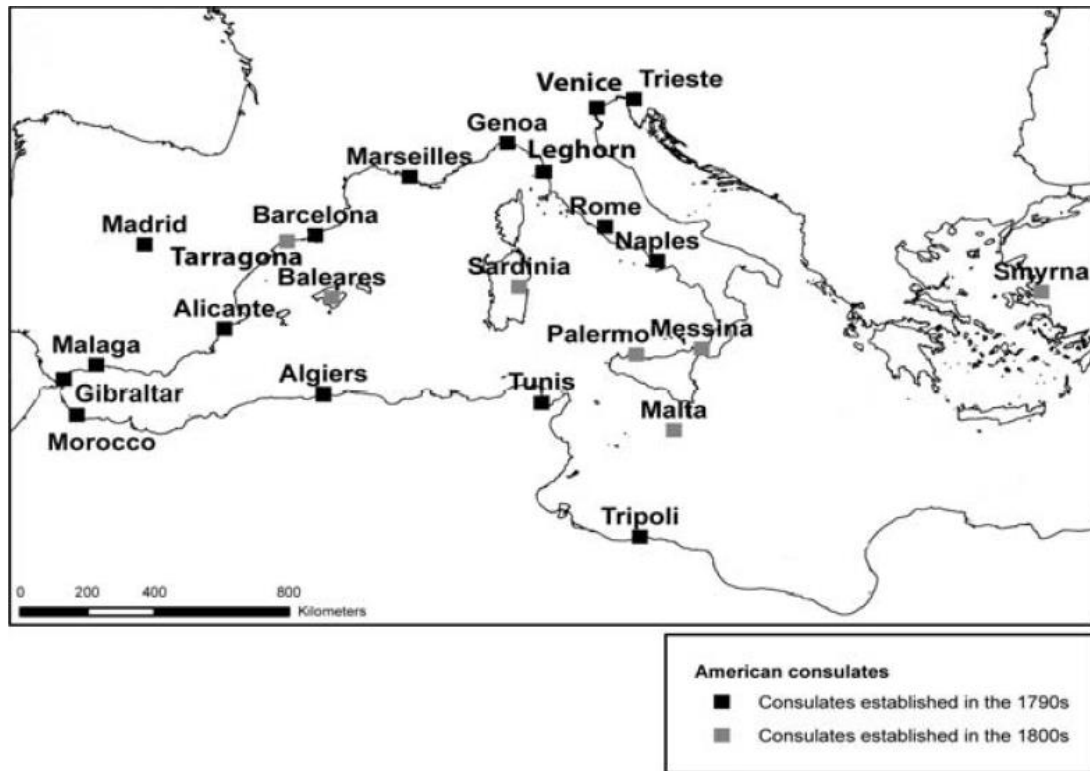 Venice
Trieste
Genoa
Leghorn
Marseilles
Rome
Madrid
Barcelona
Naples
Tarragona
Sardinia
Smyrna
Baleares
Alicante
Palermo
Messina
Malaga
Algiers
Tunis
Gibraltar
Malta
Morocco
Tripoli
0 200 400 800
Kilometers
American consulates
Consulates established in the 1790s
Consulates established in the 1800s